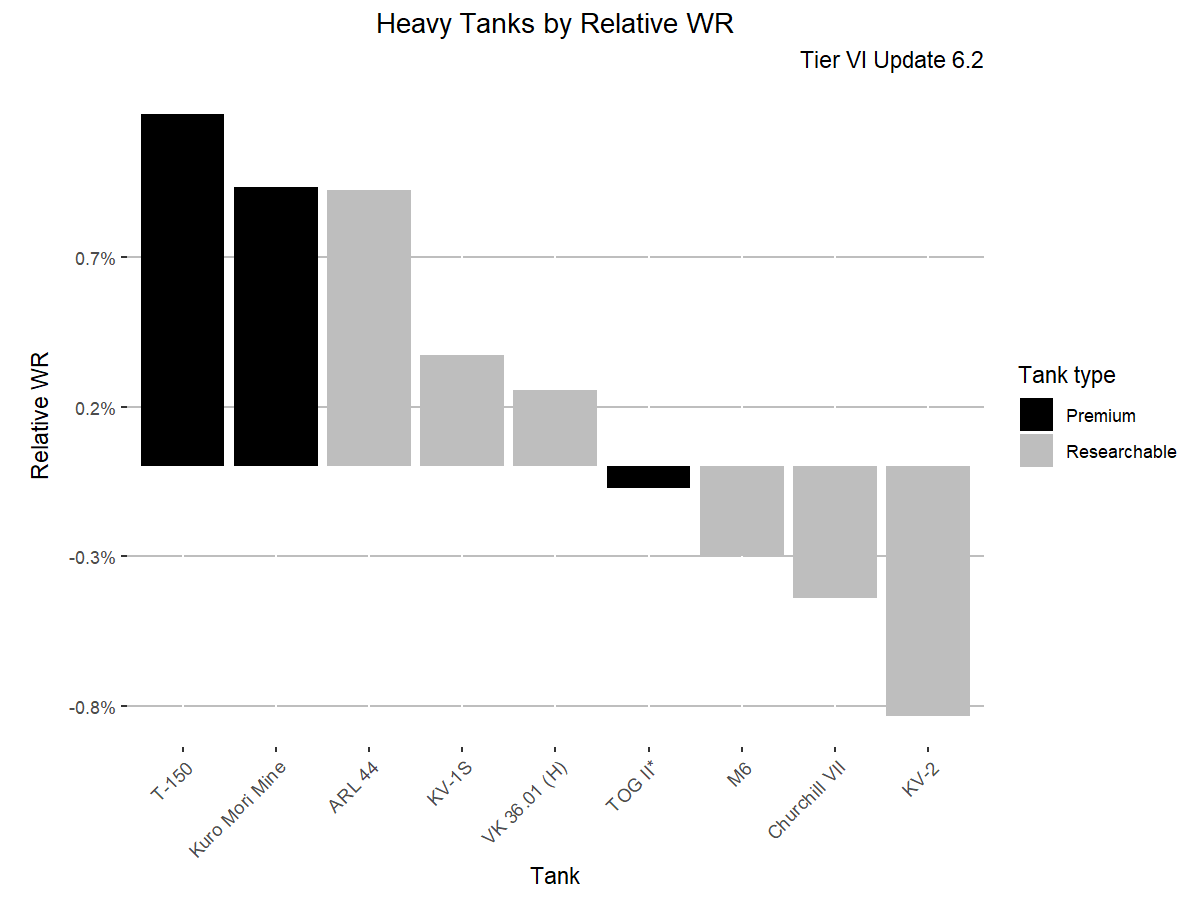 Heavy Tanks by Relative WR
Tier VI Update 6.2
0.7%
0.2%
-0.3%
-0.8%
Relative WR
T-150
Kuro Mori Mine
ARL 44
KV-1S
VK 36.01 (H)
TOG II*
M6
Churchill VII
KV-2
Tank
Tank type
Premium
Researchable